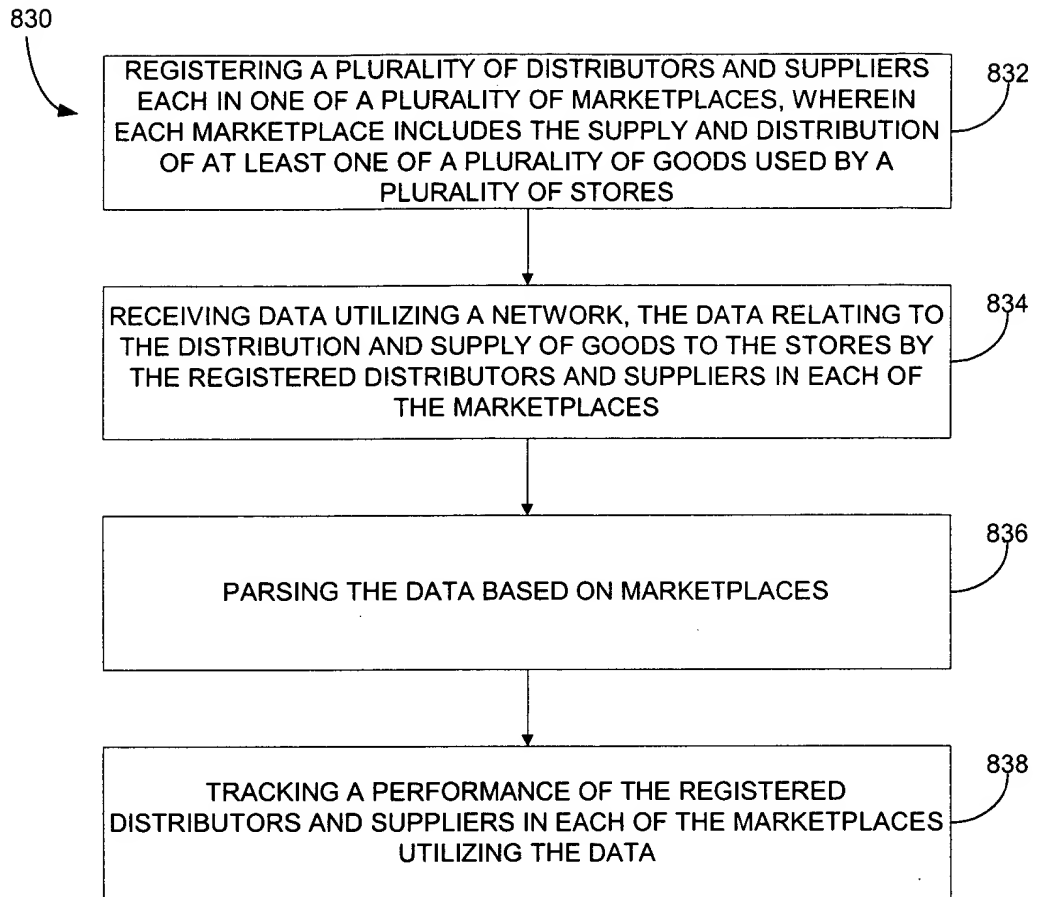 830
REGISTERING A PLURALITY OF DISTRIBUTORS AND SUPPLIERS
EACH IN ONE OF A PLURALITY OF MARKETPLACES, WHEREIN
EACH MARKETPLACE INCLUDES THE SUPPLY AND DISTRIBUTION
OF AT LEAST ONE OF A PLURALITY OF GOODS USED BY A
PLURALITY OF STORES
832
RECEIVING DATA UTILIZING A NETWORK, THE DATA RELATING TO
THE DISTRIBUTION AND SUPPLY OF GOODS TO THE STORES BY
THE REGISTERED DISTRIBUTORS AND SUPPLIERS IN EACH OF
THE MARKETPLACES
834
PARSING THE DATA BASED ON MARKETPLACES
836
TRACKING A PERFORMANCE OF THE REGISTERED
DISTRIBUTORS AND SUPPLIERS IN EACH OF THE MARKETPLACES
UTILIZING THE DATA
838